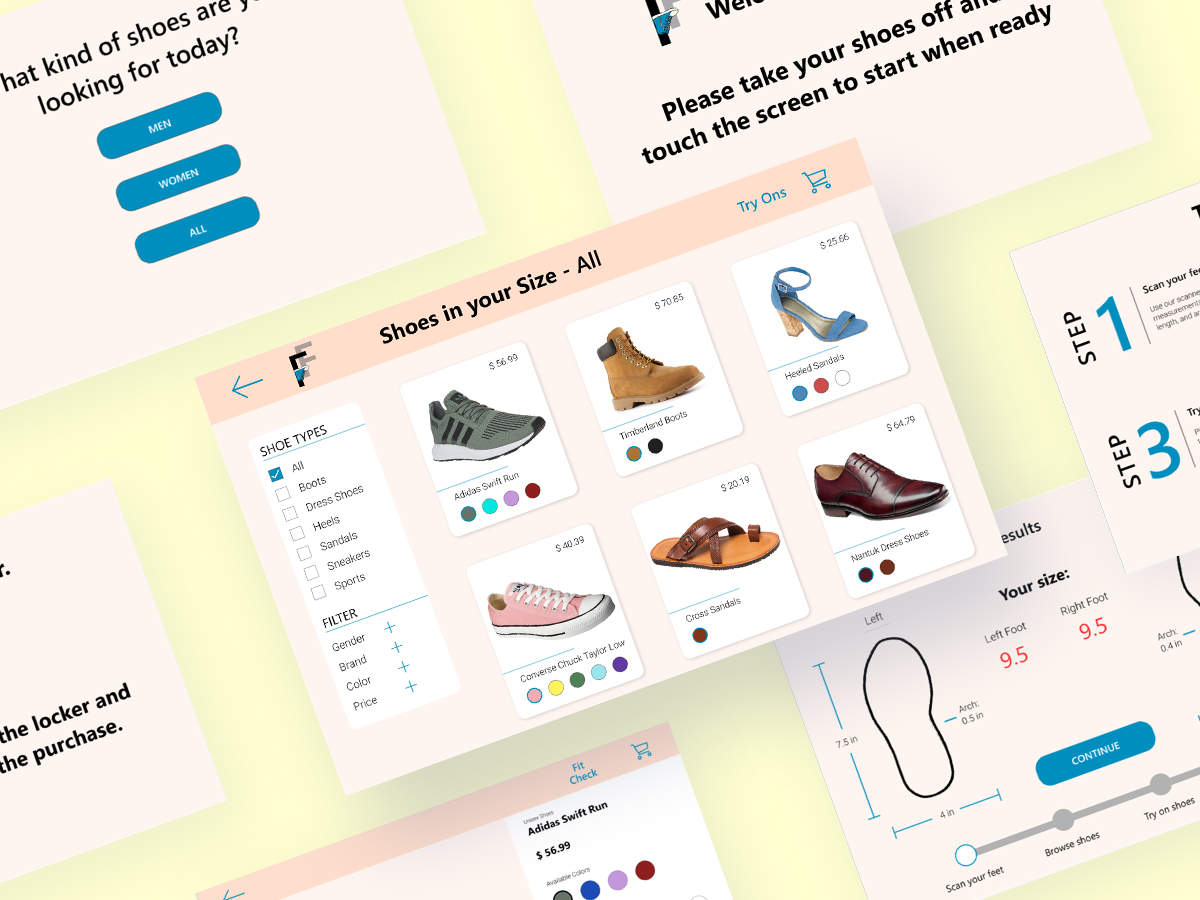 hat kind of shoes are
looking for today?
MEN
WOMEN
ALL
Please take your shoes off and
touch the screen to start when ready
Shoes in your Size - All
Try Ons
SHOE TYPES
All
Boots
Dress Shoes
Heels
Sandals
Sneakers
Sports
FILTER
Gender
Brand
Color
Price
$ 56.99
Adidas Swift Run
$ 70.85
Timberland Boots
$ 25.66
Heeled Sandals
$ 40.39
Converse Chuck Taylor Low
$ 20.19
Cross Sandals
$ 64.79
Nantuk Dress Shoes
STEP
1
Scan your fee
Use our scanne
measurements
length, and ar
STEP
3
Try
r.
the locker and
the purchase.
Fit
Check
Unisex Shoes
Adidas Swift Run
$ 56.99
Available Colors
esults
Your size:
Left Foot
9.5
Right Foot
9.5
Left
Arch:
0.5 in
7.5 in
4 in
Arch:
0.4 in
CONTINUE
Scan your feet
Browse shoes
Try on shoes